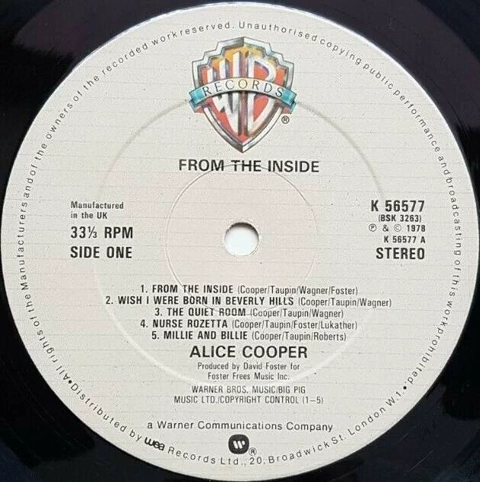 All rights of the Manufacturers and of the owners of the recorded work reserved. Unauthorised copying public performance and broadcasting of this work prohibited.
WB
RECORDS
®
FROM THE INSIDE
Manufactured
in the UK
33⅓ RPM
SIDE ONE
K 56577
(BSK 3263)
℗ & © 1978
K 56577 A
STEREO
1. FROM THE INSIDE (Cooper/Taupin/Wagner/Foster)
2. WISH I WERE BORN IN BEVERLY HILLS (Cooper/Taupin/Wagner)
3. THE QUIET ROOM (Cooper/Taupin/Wagner)
4. NURSE ROZETTA (Cooper/Taupin/Foster/Lukather)
5. MILLIE AND BILLIE (Cooper/Taupin/Roberts)
ALICE COOPER
Produced by David Foster for
Foster Frees Music Inc.
WARNER BROS. MUSIC/BIG PIG
MUSIC LTD./COPYRIGHT CONTROL (1-5)
a Warner Communications Company
W ®
Distributed by wea Records Ltd., 20, Broadwick St. London W1.